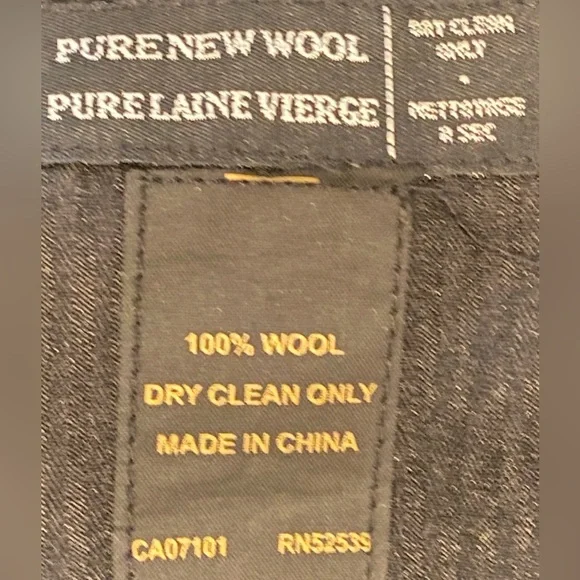 PURE NEW WOOL
PURE LAINE VIERGE
DRY CLEAN
ONLY
•
NETTOYAGE
A SEC
100% WOOL
DRY CLEAN ONLY
MADE IN CHINA
CA07101 RN52539